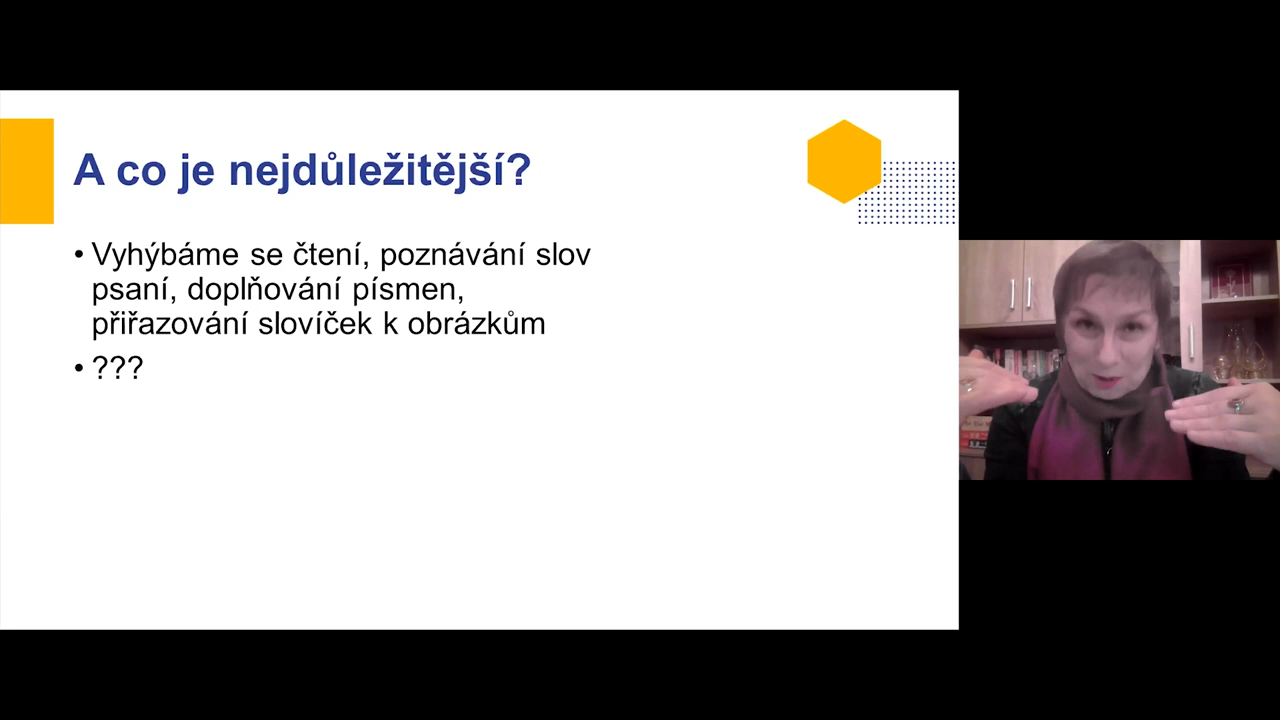 A co je nejdůležitější?
• Vyhýbáme se čtení, poznávání slov
psaní, doplňování písmen,
přiřazování slovíček k obrázkům
• ???